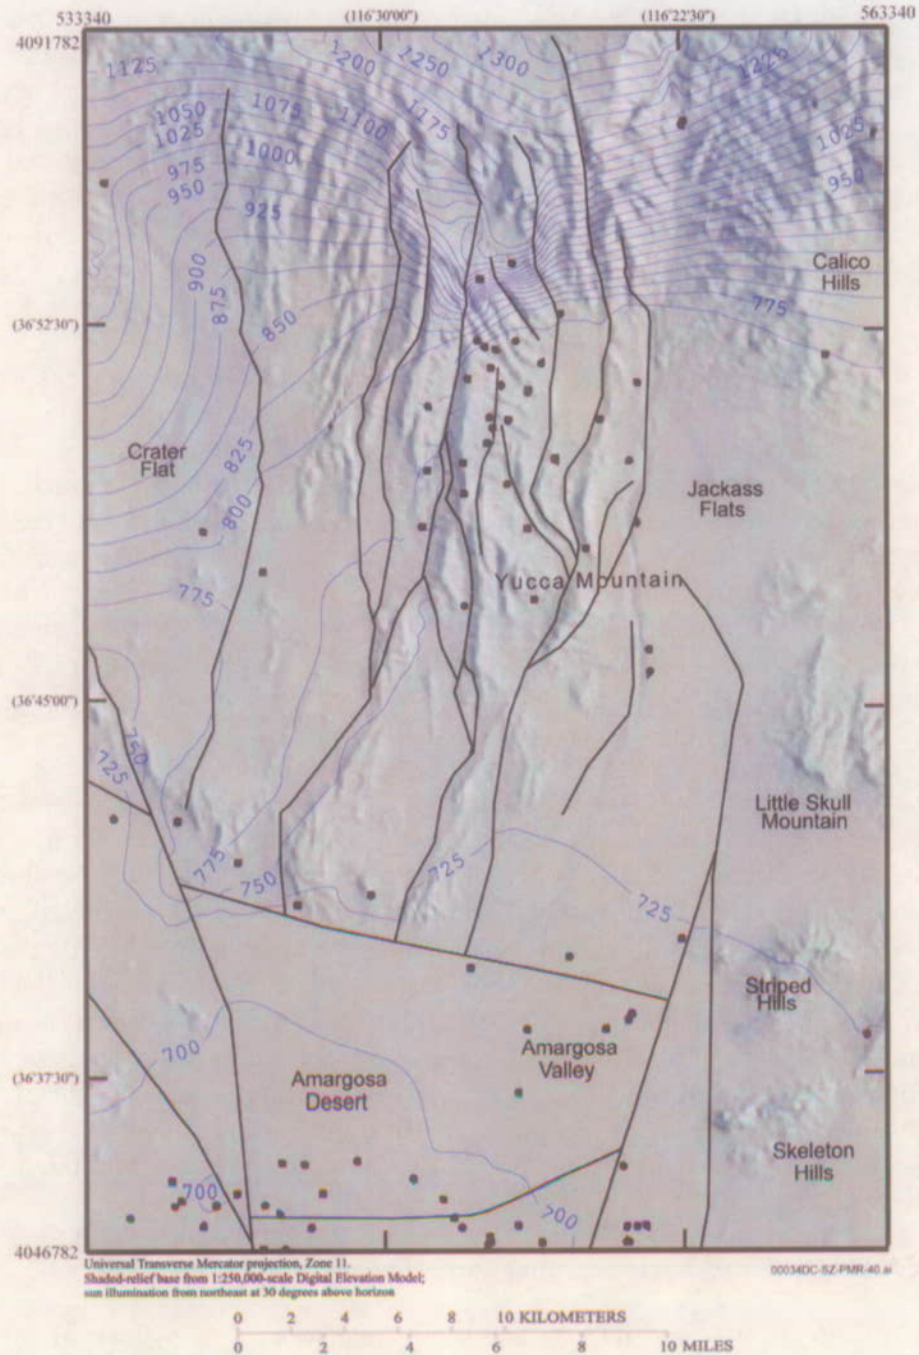 533340 (116°30'00") (116°22'30") 563340
4091782
1125
1200
1250
1300
1225
1050
1075
1175
1100
1025
1025
1000
975
950
950
925
Calico
Hills
900
875
775
(36°52'30")
850
Crater
Flat
825
Jackass
Flats
800
Yucca Mountain
775
(36°45'00")
750
725
Little Skull
Mountain
775
750
725
725
Striped
Hills
700
Amargosa
Valley
(36°37'30")
Amargosa
Desert
Skeleton
Hills
700
700
4046782
Universal Transverse Mercator projection, Zone 11.
Shaded-relief base from 1:250,000-scale Digital Elevation Model;
sun illumination from northeast at 30 degrees above horizon
00034DC-SZ-PMR-40.ai
0 2 4 6 8 10 KILOMETERS
0 2 4 6 8 10 MILES